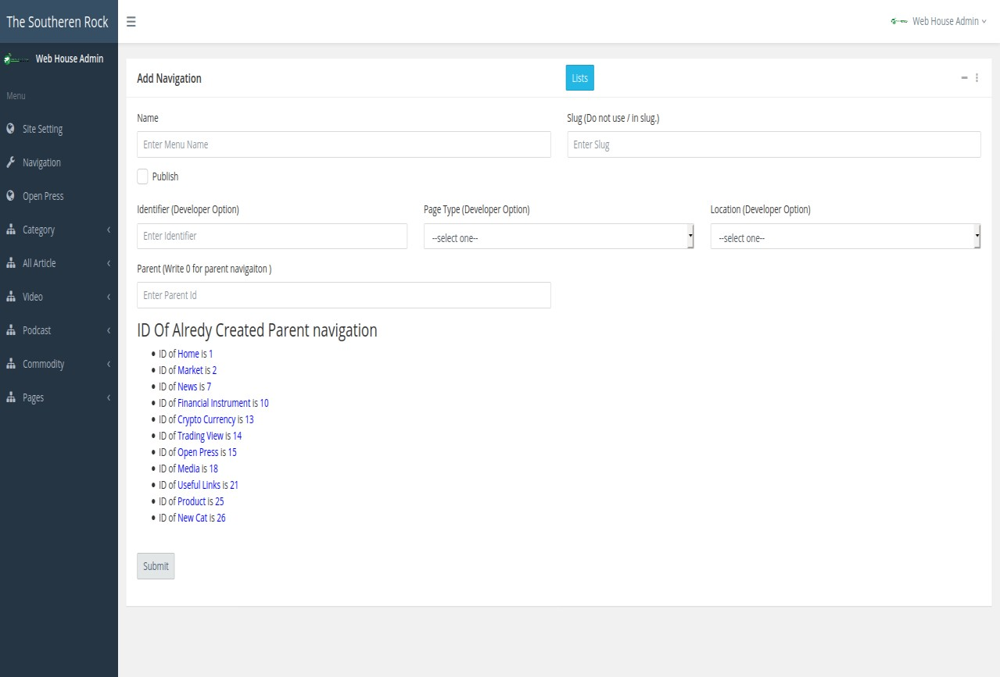 The Southeren Rock
Web House Admin
Web House Admin
Menu
Site Setting
Navigation
Open Press
Category
All Article
Video
Podcast
Commodity
Pages
Add Navigation
Lists
Name
Slug (Do not use / in slug.)
Enter Menu Name
Enter Slug
Publish
Identifier (Developer Option)
Page Type (Developer Option)
Location (Developer Option)
Enter Identifier
--select one--
--select one--
Parent (Write 0 for parent navigaiton )
Enter Parent Id
ID Of Alredy Created Parent navigation
ID of Home is 1
ID of Market is 2
ID of News is 7
ID of Financial Instrument is 10
ID of Crypto Currency is 13
ID of Trading View is 14
ID of Open Press is 15
ID of Media is 18
ID of Useful Links is 21
ID of Product is 25
ID of New Cat is 26
Submit